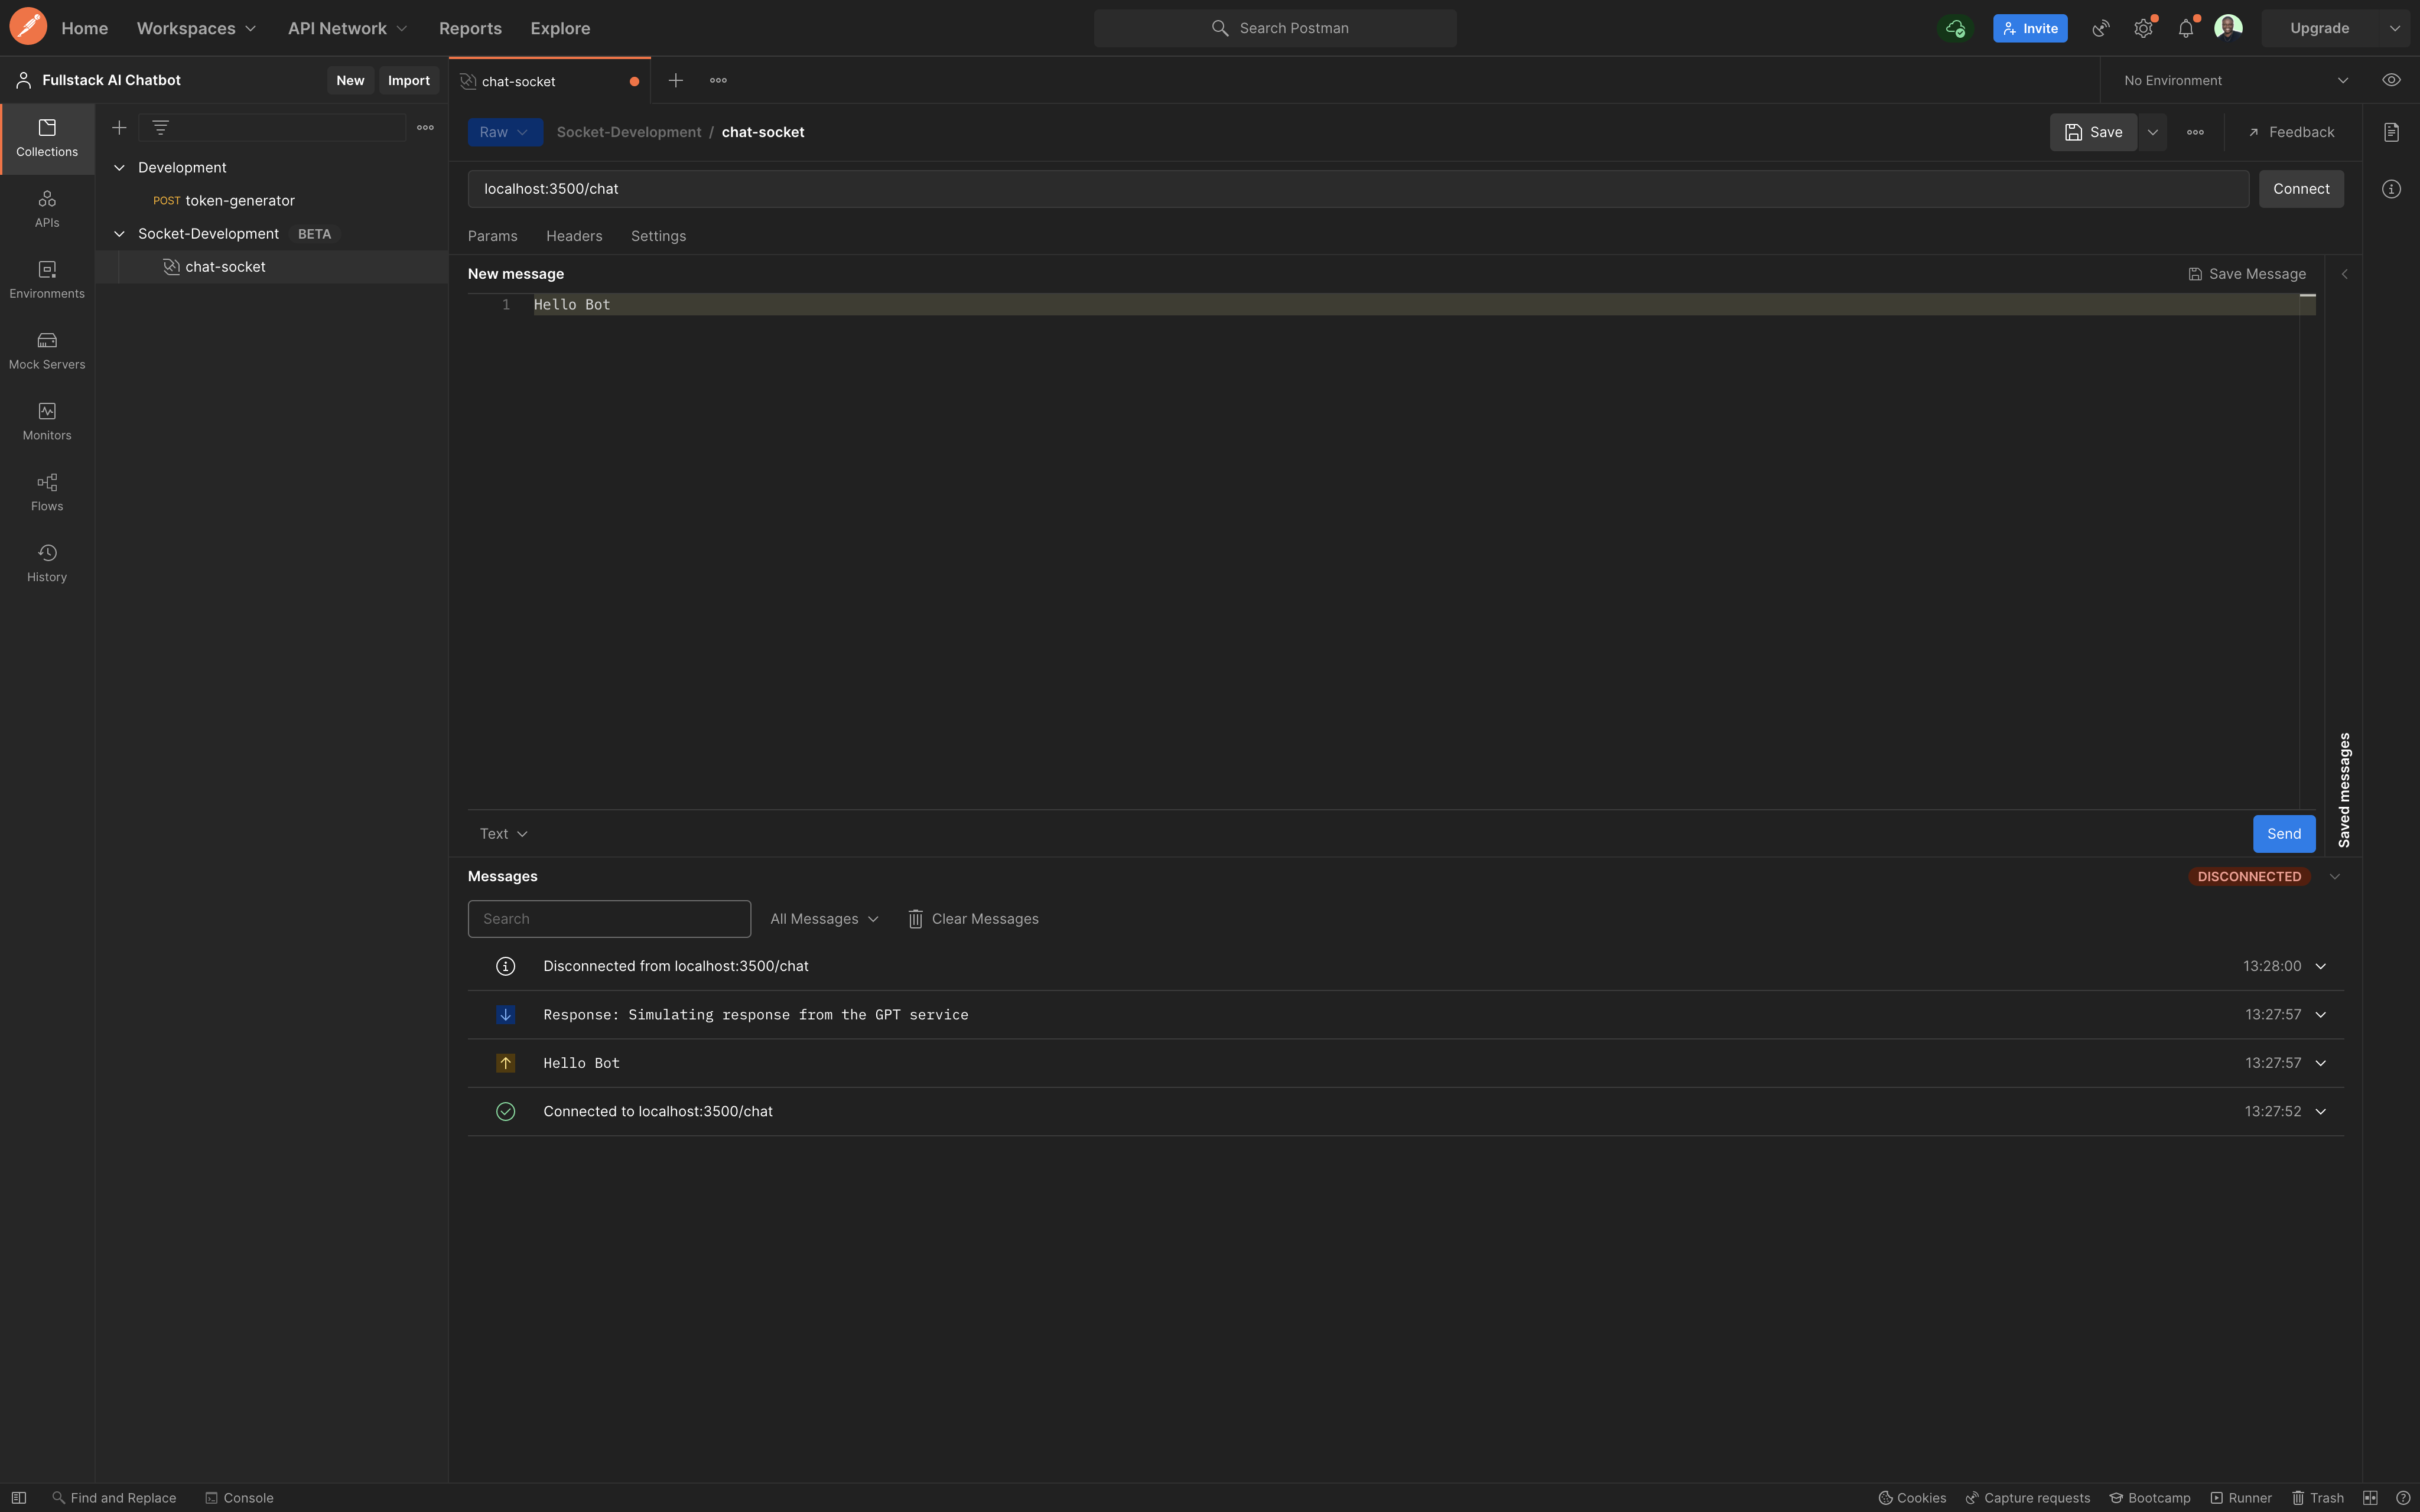 Home Workspaces API Network Reports Explore Search Postman Invite Upgrade
Fullstack AI Chatbot New Import chat-socket No Environment
Collections
APIs
Environments
Mock Servers
Monitors
Flows
History
Development
POST token-generator
Socket-Development BETA
chat-socket
Raw Socket-Development / chat-socket Save Feedback
localhost:3500/chat Connect
Params Headers Settings
New message Save Message
1 Hello Bot
Saved messages
Text Send
Messages DISCONNECTED
Search All Messages Clear Messages
Disconnected from localhost:3500/chat 13:28:00
Response: Simulating response from the GPT service 13:27:57
Hello Bot 13:27:57
Connected to localhost:3500/chat 13:27:52
Find and Replace Console Cookies Capture requests Bootcamp Runner Trash